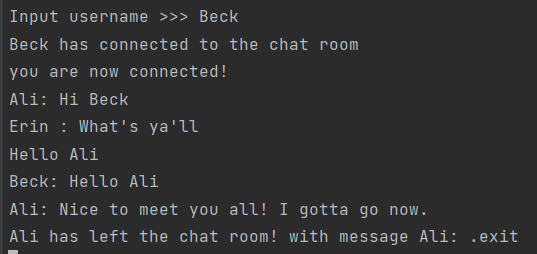 Input username >>> Beck
Beck has connected to the chat room
you are now connected!
Ali: Hi Beck
Erin : What's ya'll
Hello Ali
Beck: Hello Ali
Ali: Nice to meet you all! I gotta go now.
Ali has left the chat room! with message Ali: .exit